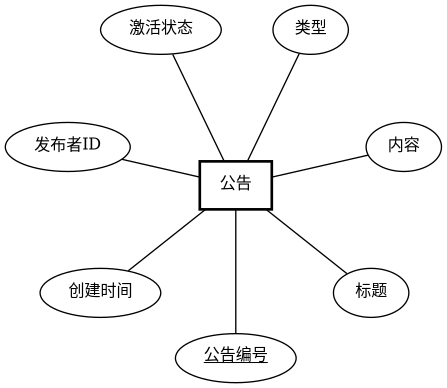 激活状态
类型
发布者ID
内容
公告
创建时间
标题
公告编号